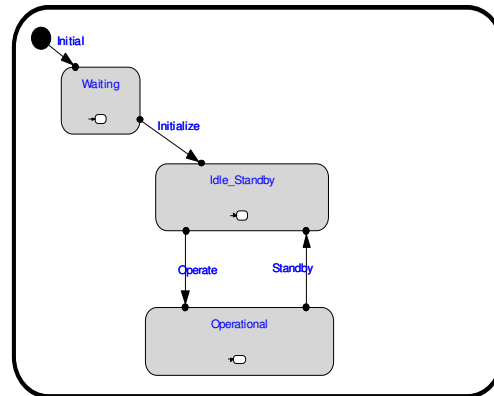 Initial
Waiting
Initialize
Idle_Standby
Operate
Standby
Operational